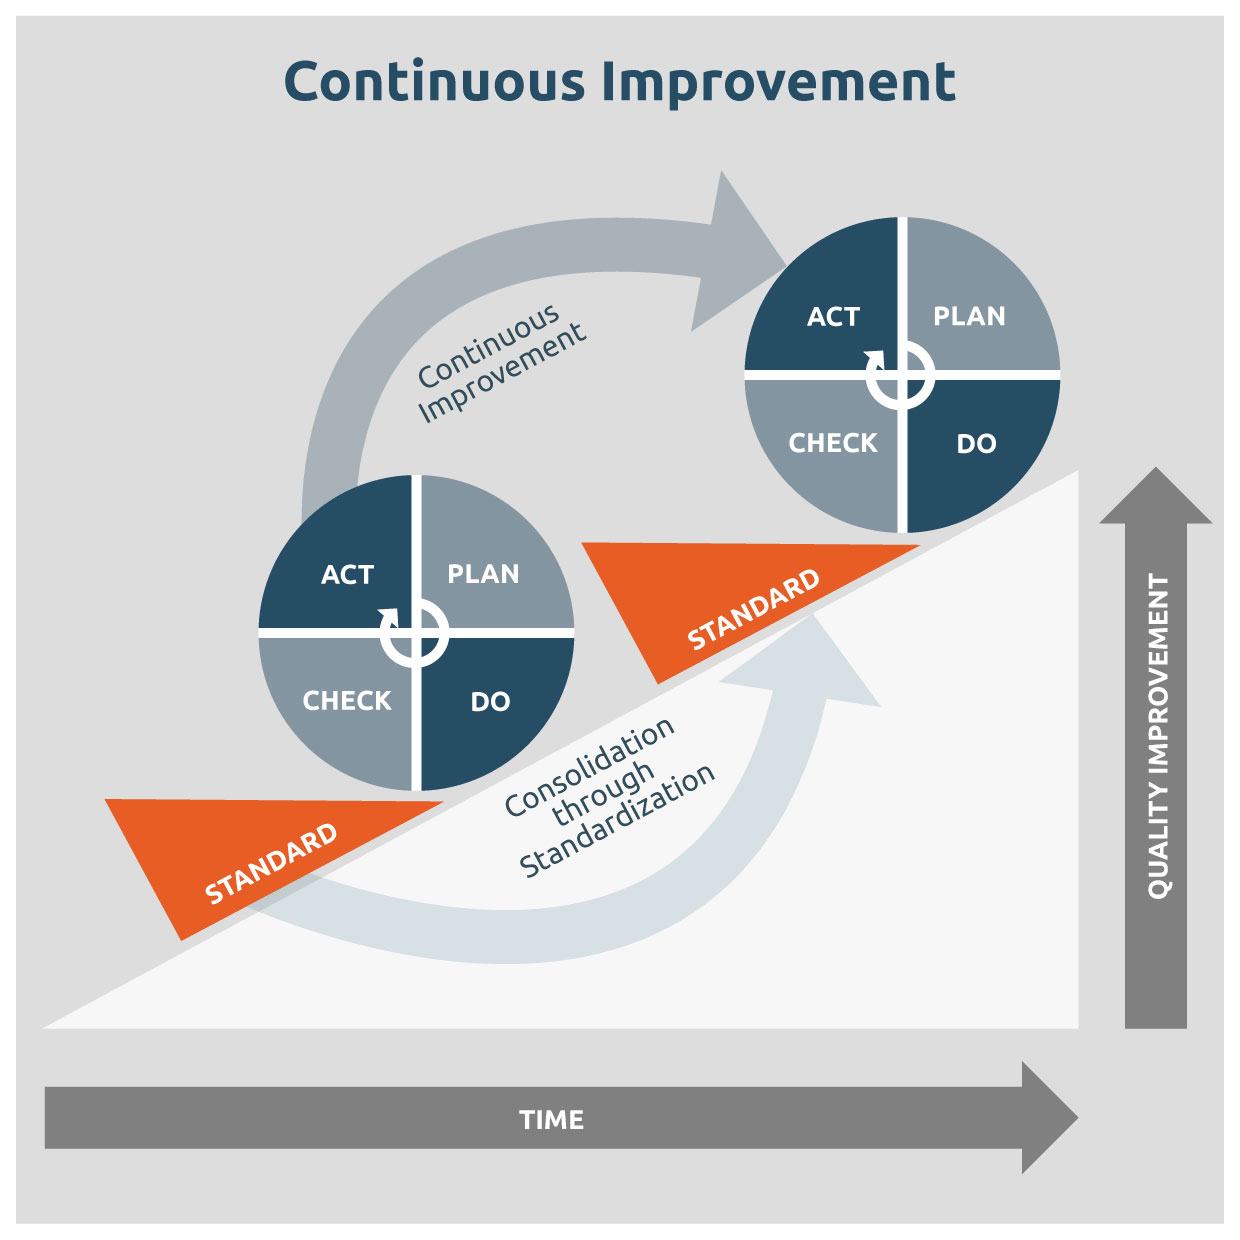 Continuous Improvement
Continuous
Improvement
ACT
PLAN
CHECK
DO
ACT
PLAN
CHECK
DO
STANDARD
STANDARD
Consolidation
through
Standardization
QUALITY IMPROVEMENT
TIME